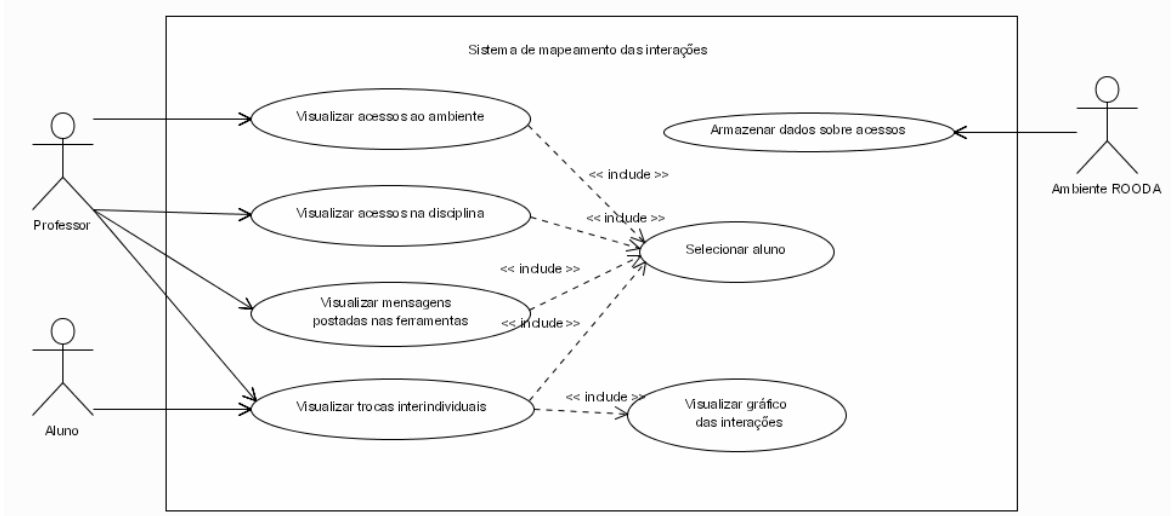 Sistema de mapeamento das interações
Visualizar acessos ao ambiente
Armazenar dados sobre acessos
<< include >>
Ambiente ROODA
Visualizar acessos na disciplina
<< include >>
Professor
Selecionar aluno
<< include >>
Visualizar mensagens
postadas nas ferramentas
<< include >>
Visualizar trocas interindividuais
<< include >>
Visualizar gráfico
das interações
Aluno